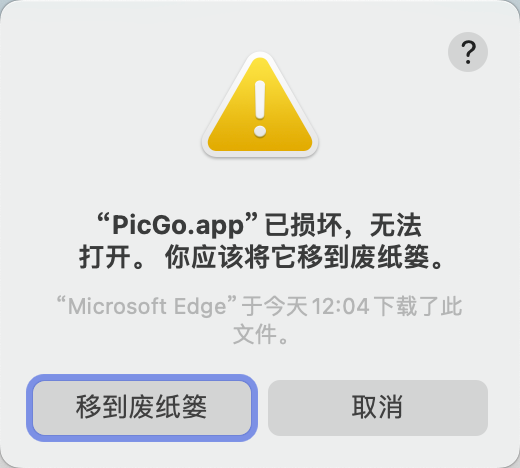 ?
“PicGo.app”已损坏，无法
打开。 你应该将它移到废纸篓。
“Microsoft Edge”于今天12:04下载了此
文件。
移到废纸篓
取消